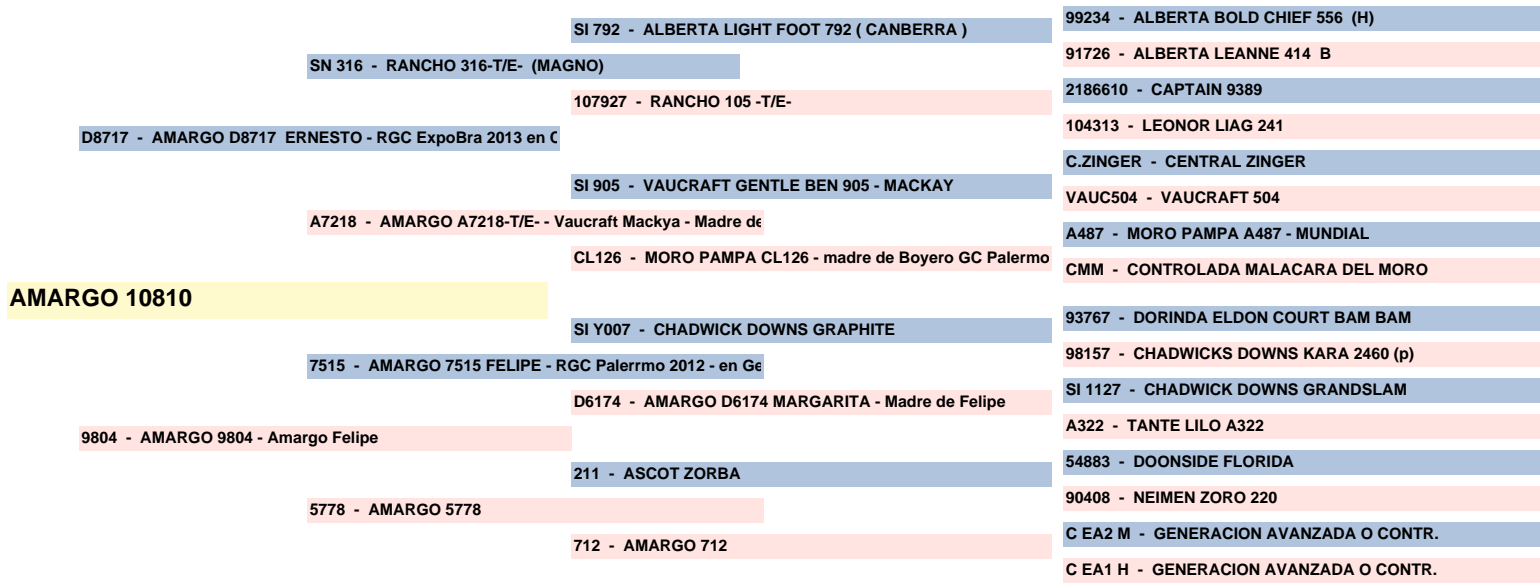 99234 - ALBERTA BOLD CHIEF 556 (H)
SI 792 - ALBERTA LIGHT FOOT 792 ( CANBERRA )
91726 - ALBERTA LEANNE 414 B
SN 316 - RANCHO 316-T/E- (MAGNO)
2186610 - CAPTAIN 9389
107927 - RANCHO 105 -T/E-
104313 - LEONOR LIAG 241
D8717 - AMARGO D8717 ERNESTO - RGC ExpoBra 2013 en C
C.ZINGER - CENTRAL ZINGER
SI 905 - VAUCRAFT GENTLE BEN 905 - MACKAY
VAUC504 - VAUCRAFT 504
A7218 - AMARGO A7218-T/E- - Vaucraft Mackya - Madre de
A487 - MORO PAMPA A487 - MUNDIAL
CL126 - MORO PAMPA CL126 - madre de Boyero GC Palermo
CMM - CONTROLADA MALACARA DEL MORO
AMARGO 10810
93767 - DORINDA ELDON COURT BAM BAM
SI Y007 - CHADWICK DOWNS GRAPHITE
98157 - CHADWICKS DOWNS KARA 2460 (p)
7515 - AMARGO 7515 FELIPE - RGC Palerrmo 2012 - en Ge
SI 1127 - CHADWICK DOWNS GRANDSLAM
D6174 - AMARGO D6174 MARGARITA - Madre de Felipe
A322 - TANTE LILO A322
9804 - AMARGO 9804 - Amargo Felipe
54883 - DOONSIDE FLORIDA
211 - ASCOT ZORBA
90408 - NEIMEN ZORO 220
5778 - AMARGO 5778
C EA2 M - GENERACION AVANZADA O CONTR.
712 - AMARGO 712
C EA1 H - GENERACION AVANZADA O CONTR.